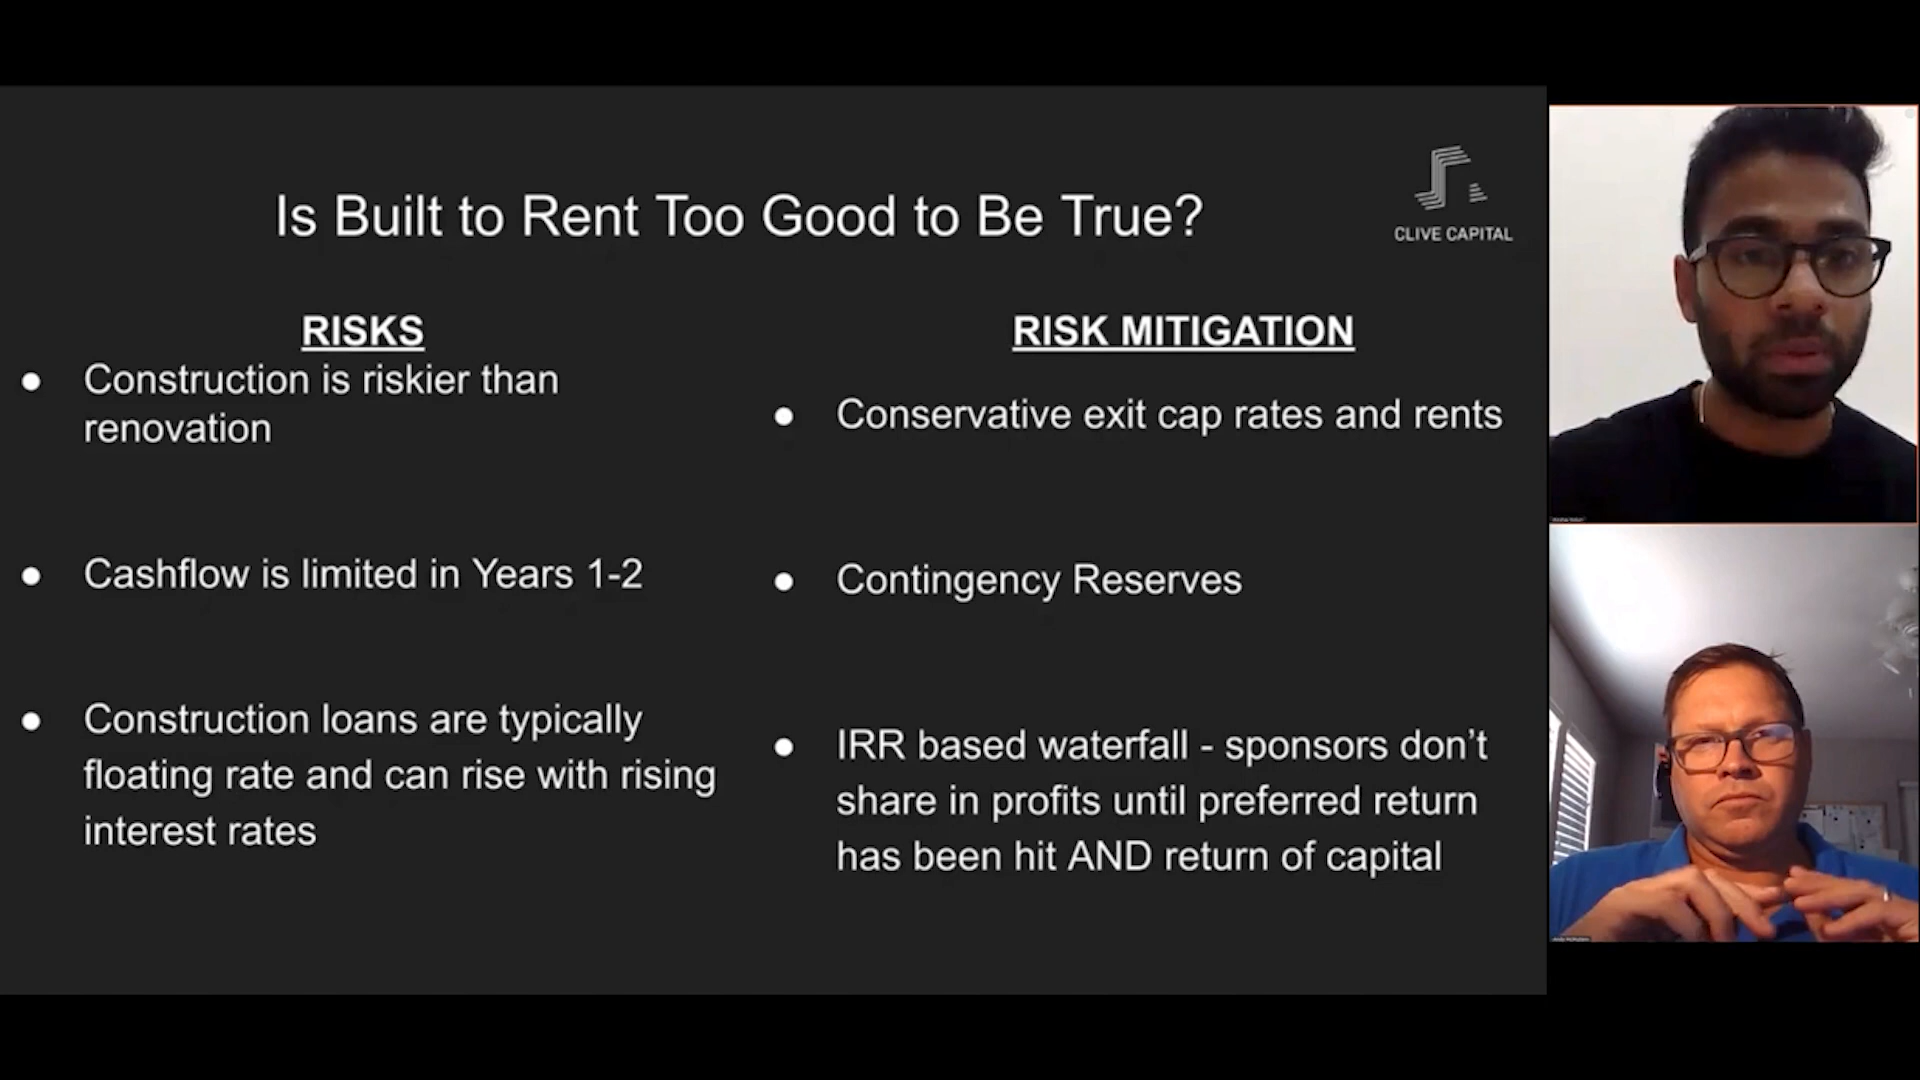 Is Built to Rent Too Good to Be True?
CLIVE CAPITAL
RISKS
● Construction is riskier than
renovation
● Cashflow is limited in Years 1-2
● Construction loans are typically
floating rate and can rise with rising
interest rates
RISK MITIGATION
● Conservative exit cap rates and rents
● Contingency Reserves
● IRR based waterfall - sponsors don’t
share in profits until preferred return
has been hit AND return of capital